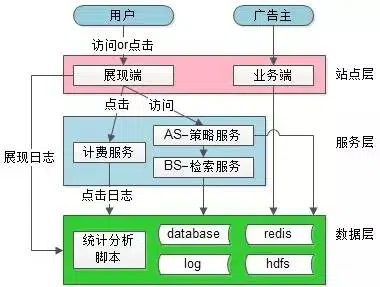 用户
广告主
访问or点击
展现端
业务端
站点层
点击
访问
AS-策略服务
服务层
计费服务
BS-检索服务
展现日志
点击日志
database
redis
数据层
统计分析
脚本
log
hdfs